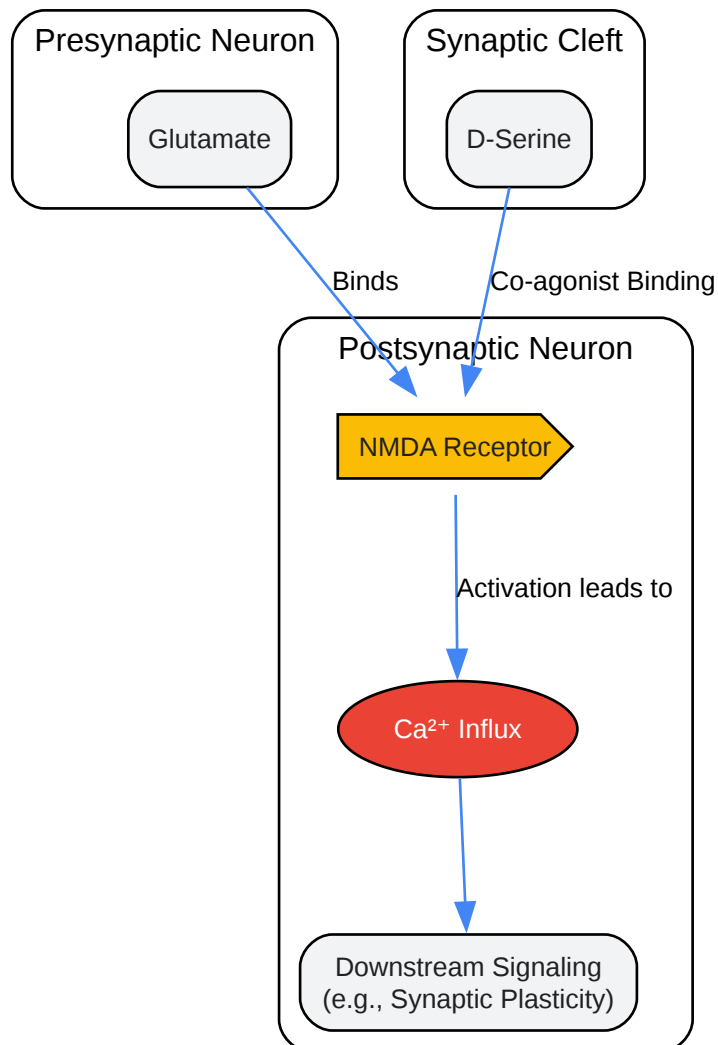 Presynaptic Neuron
Synaptic Cleft
Glutamate
D-Serine
Binds
Co-agonist Binding
Postsynaptic Neuron
NMDA Receptor
Activation leads to
Ca²⁺ Influx
Downstream Signaling
(e.g., Synaptic Plasticity)